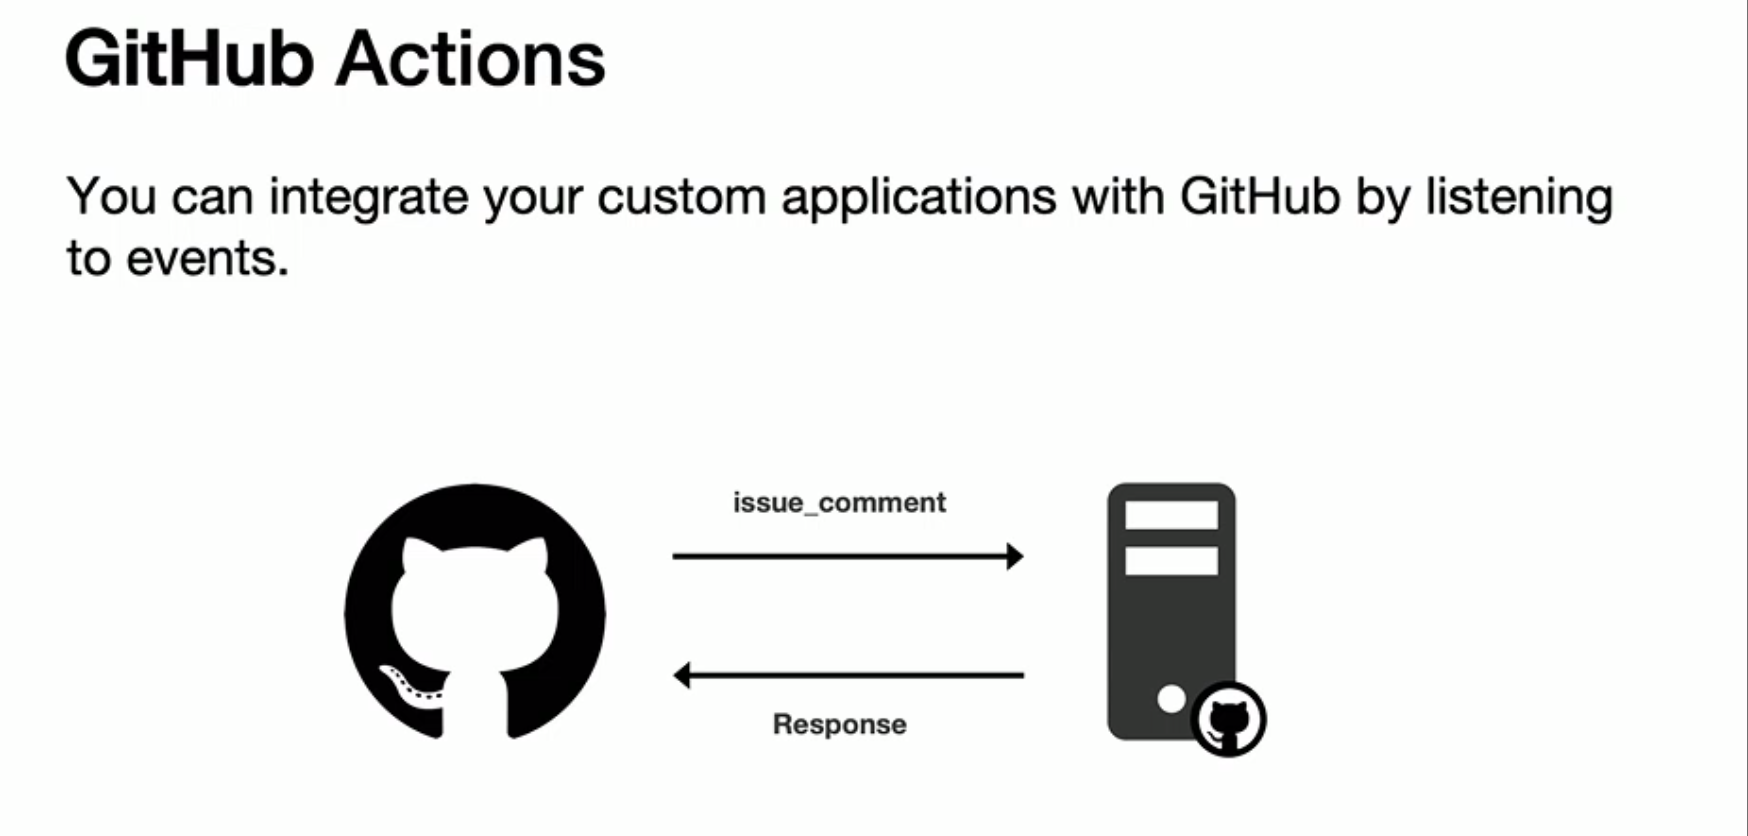 GitHub Actions
You can integrate your custom applications with GitHub by listening
to events.
issue_comment
Response